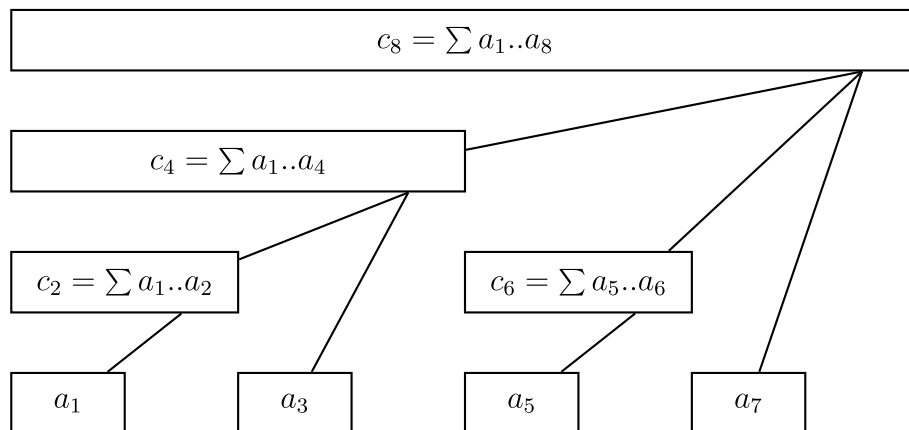 c₈ = ∑ a₁..a₈
c₄ = ∑ a₁..a₄
c₂ = ∑ a₁..a₂
c₆ = ∑ a₅..a₆
a₁
a₃
a₅
a₇